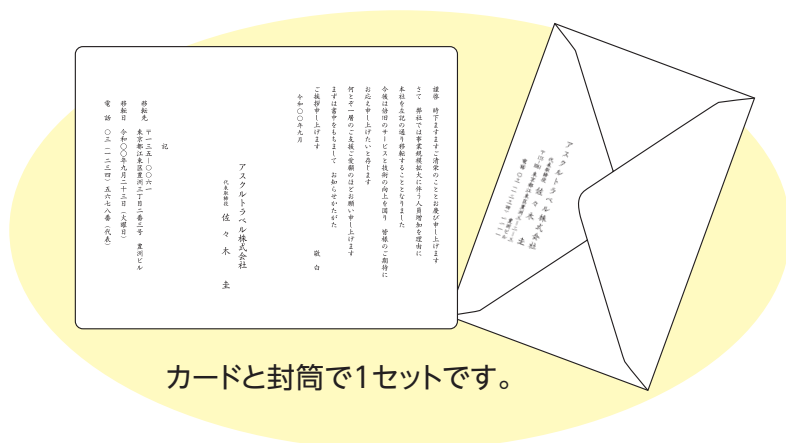 謹啓 時下ますますご清栄のこととお慶び申し上げます
さて 弊社では事業規模拡大に伴う人員増加を理由に
本社を左記の通り移転することとなりました
今後は倍旧のサービスと技術の向上を図り 皆様のご期待に
お応え申し上げたいと存じます
何とぞ一層のご支援ご愛顧のほどお願い申し上げます
まずは書中をもちまして お知らせかたがた
ご挨拶申し上げます
敬白
令和〇〇年九月
アスクルトラベル株式会社
代表取締役 佐々木 圭
記
移転先 〒一三五―〇〇六一
東京都江東区豊洲三丁目二番三号 豊洲ビル
移転日 令和〇〇年九月二十三日(火曜日)
電話 〇三(一二三四)五六七八番(代表)
アスクルトラベル株式会社
代表取締役 佐々木 圭
カードと封筒で1セットです。